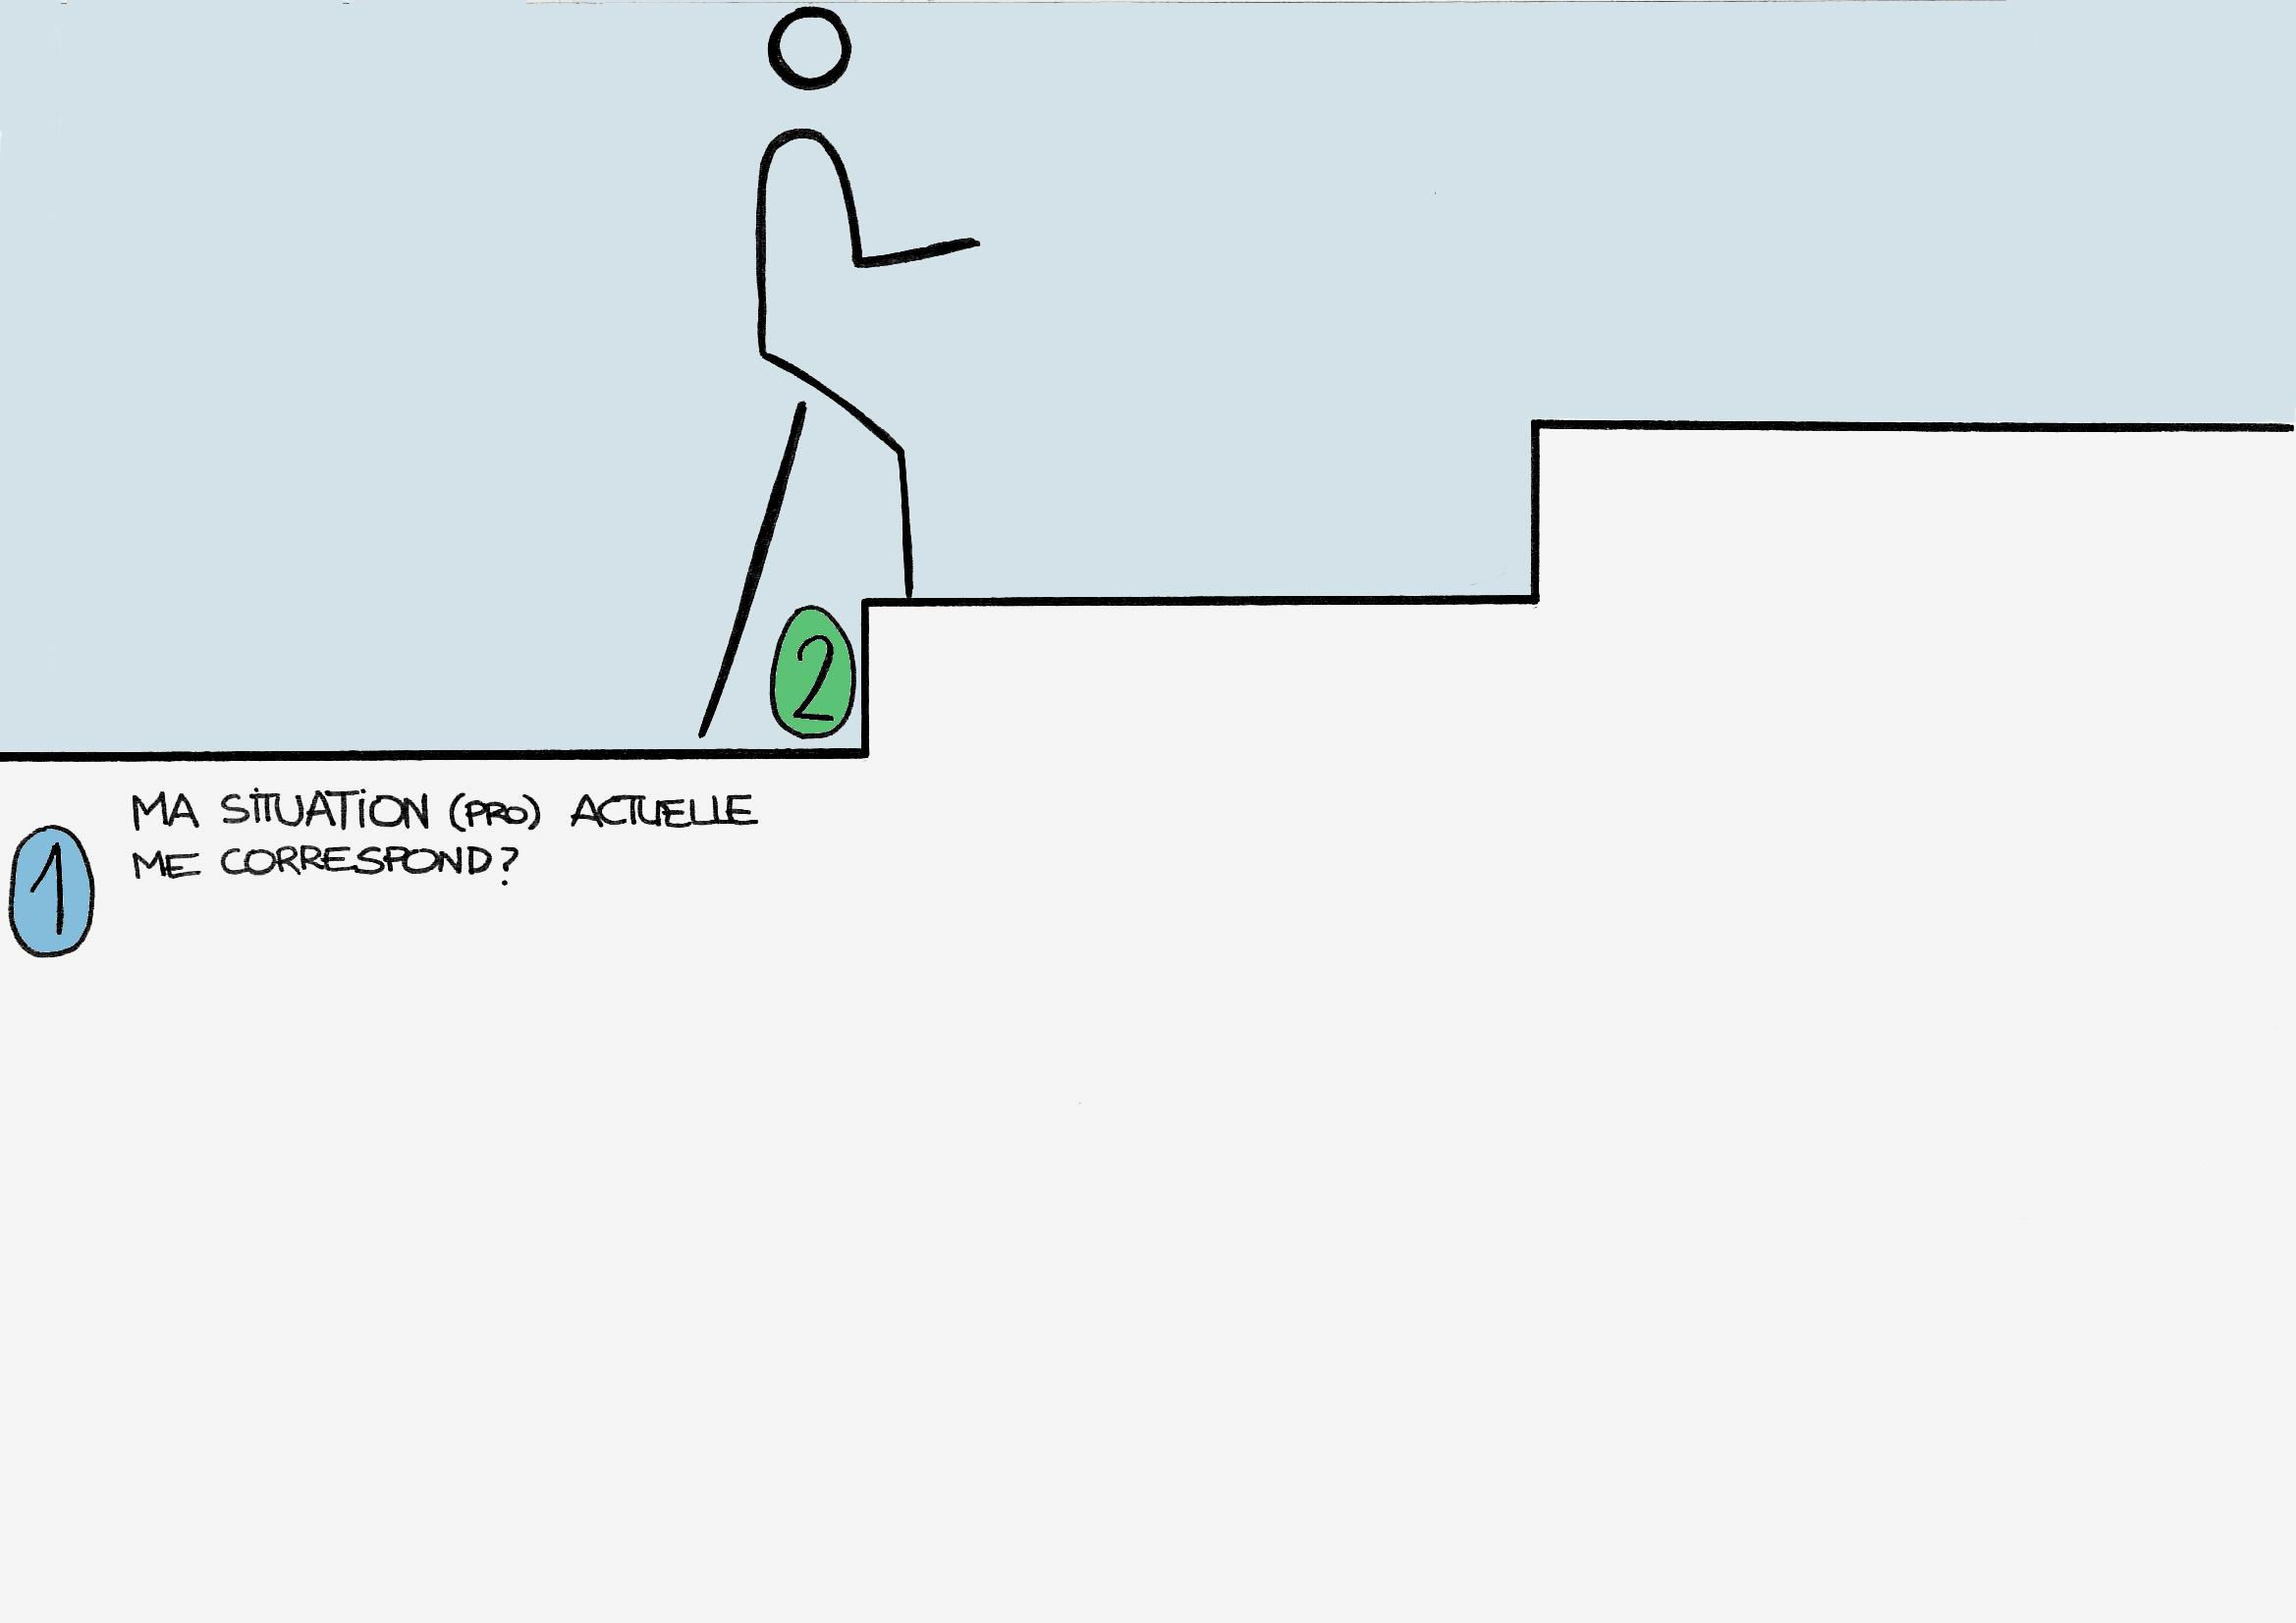 2
MA SITUATION (PRO) ACTUELLE
ME CORRESPOND?
1